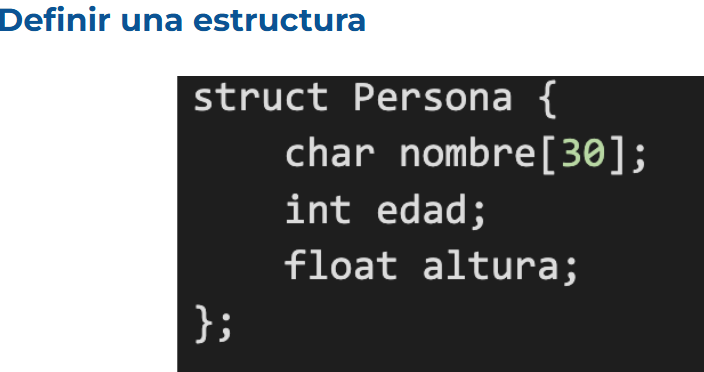 Definir una estructura
struct Persona {
    char nombre[30];
    int edad;
    float altura;
};